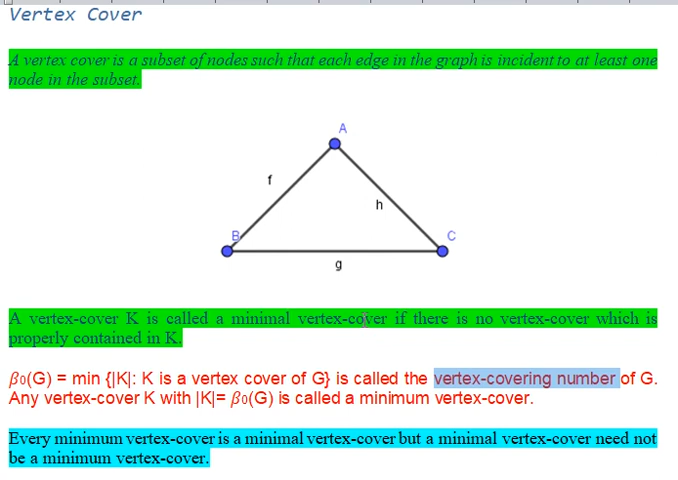 Vertex Cover
A vertex cover is a subset of nodes such that each edge in the graph is incident to at least one
node in the subset.
A
f
h
B
C
g
A vertex-cover K is called a minimal vertex-cover if there is no vertex-cover which is
properly contained in K.
β0(G) = min {|K|: K is a vertex cover of G} is called the vertex-covering number of G.
Any vertex-cover K with |K|= β0(G) is called a minimum vertex-cover.
Every minimum vertex-cover is a minimal vertex-cover but a minimal vertex-cover need not
be a minimum vertex-cover.